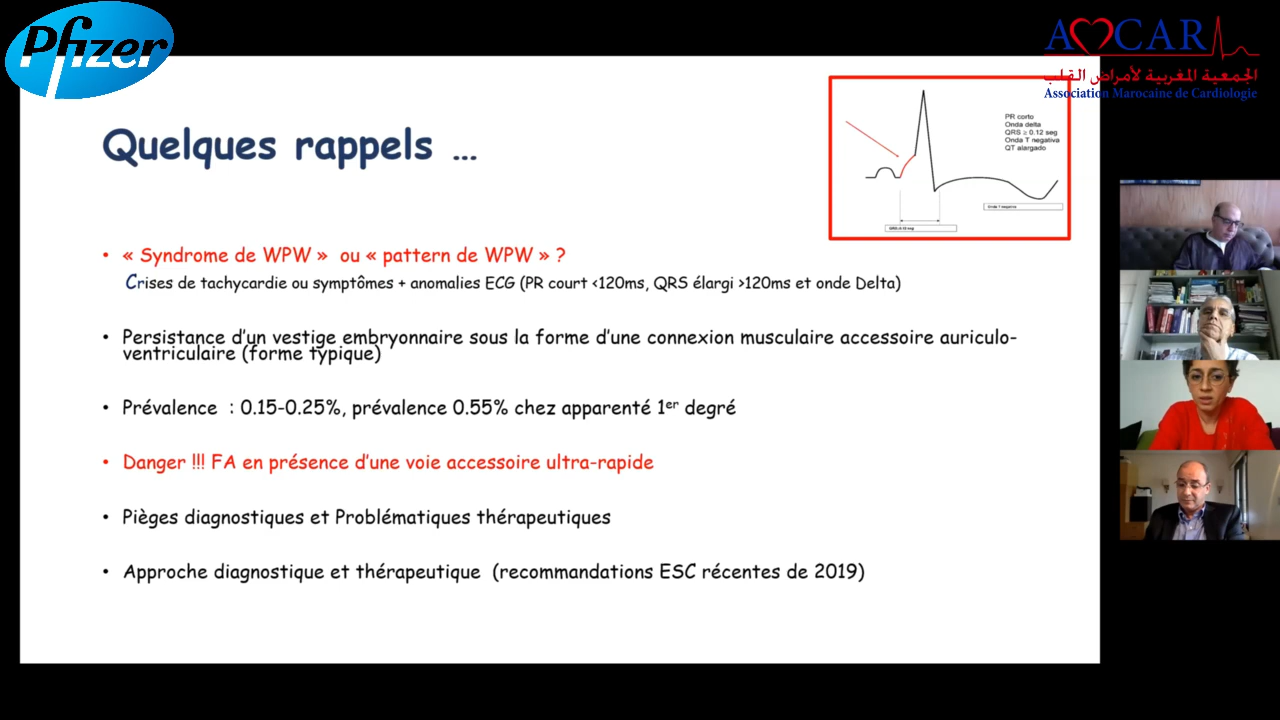 Pfizer
AMCAR
الجمعية المغربية لأمراض القلب
Association Marocaine de Cardiologie
PR corto
Onda delta
QRS ≥ 0.12 seg
Onda T negativa
QT alargado
Quelques rappels ...
• « Syndrome de WPW » ou « pattern de WPW » ?
Crises de tachycardie ou symptômes + anomalies ECG (PR court <120ms, QRS élargi >120ms et onde Delta)
• Persistance d'un vestige embryonnaire sous la forme d'une connexion musculaire accessoire auriculo-
ventriculaire (forme typique)
• Prévalence : 0.15-0.25%, prévalence 0.55% chez apparenté 1er degré
• Danger !!! FA en présence d'une voie accessoire ultra-rapide
• Pièges diagnostiques et Problématiques thérapeutiques
• Approche diagnostique et thérapeutique (recommandations ESC récentes de 2019)